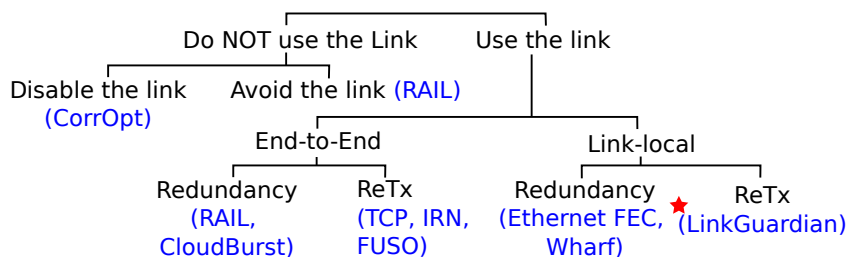 Do NOT use the Link
Use the link
Disable the link
(CorrOpt)
Avoid the link (RAIL)
End-to-End
Link-local
Redundancy
(RAIL,
CloudBurst)
ReTx
(TCP, IRN,
FUSO)
Redundancy
(Ethernet FEC,
Wharf)
ReTx
(LinkGuardian)